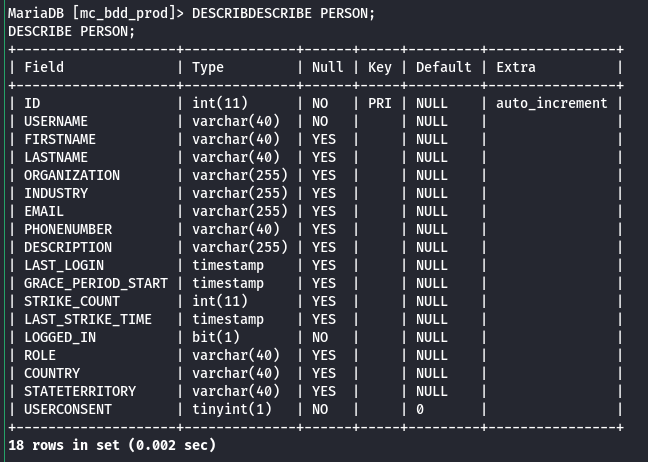 MariaDB [mc_bdd_prod]> DESCRIBDESCRIBE PERSON;
DESCRIBE PERSON;
+--------------------+--------------+------+-----+---------+----------------+
| Field              | Type         | Null | Key | Default | Extra          |
+--------------------+--------------+------+-----+---------+----------------+
| ID                 | int(11)      | NO   | PRI | NULL    | auto_increment |
| USERNAME           | varchar(40)  | NO   |     | NULL    |                |
| FIRSTNAME          | varchar(40)  | YES  |     | NULL    |                |
| LASTNAME           | varchar(40)  | YES  |     | NULL    |                |
| ORGANIZATION       | varchar(255) | YES  |     | NULL    |                |
| INDUSTRY           | varchar(255) | YES  |     | NULL    |                |
| EMAIL              | varchar(255) | YES  |     | NULL    |                |
| PHONENUMBER        | varchar(40)  | YES  |     | NULL    |                |
| DESCRIPTION        | varchar(255) | YES  |     | NULL    |                |
| LAST_LOGIN         | timestamp    | YES  |     | NULL    |                |
| GRACE_PERIOD_START | timestamp    | YES  |     | NULL    |                |
| STRIKE_COUNT       | int(11)      | YES  |     | NULL    |                |
| LAST_STRIKE_TIME   | timestamp    | YES  |     | NULL    |                |
| LOGGED_IN          | bit(1)       | NO   |     | NULL    |                |
| ROLE               | varchar(40)  | YES  |     | NULL    |                |
| COUNTRY            | varchar(40)  | YES  |     | NULL    |                |
| STATETERRITORY     | varchar(40)  | YES  |     | NULL    |                |
| USERCONSENT        | tinyint(1)   | NO   |     | 0       |                |
+--------------------+--------------+------+-----+---------+----------------+
18 rows in set (0.002 sec)